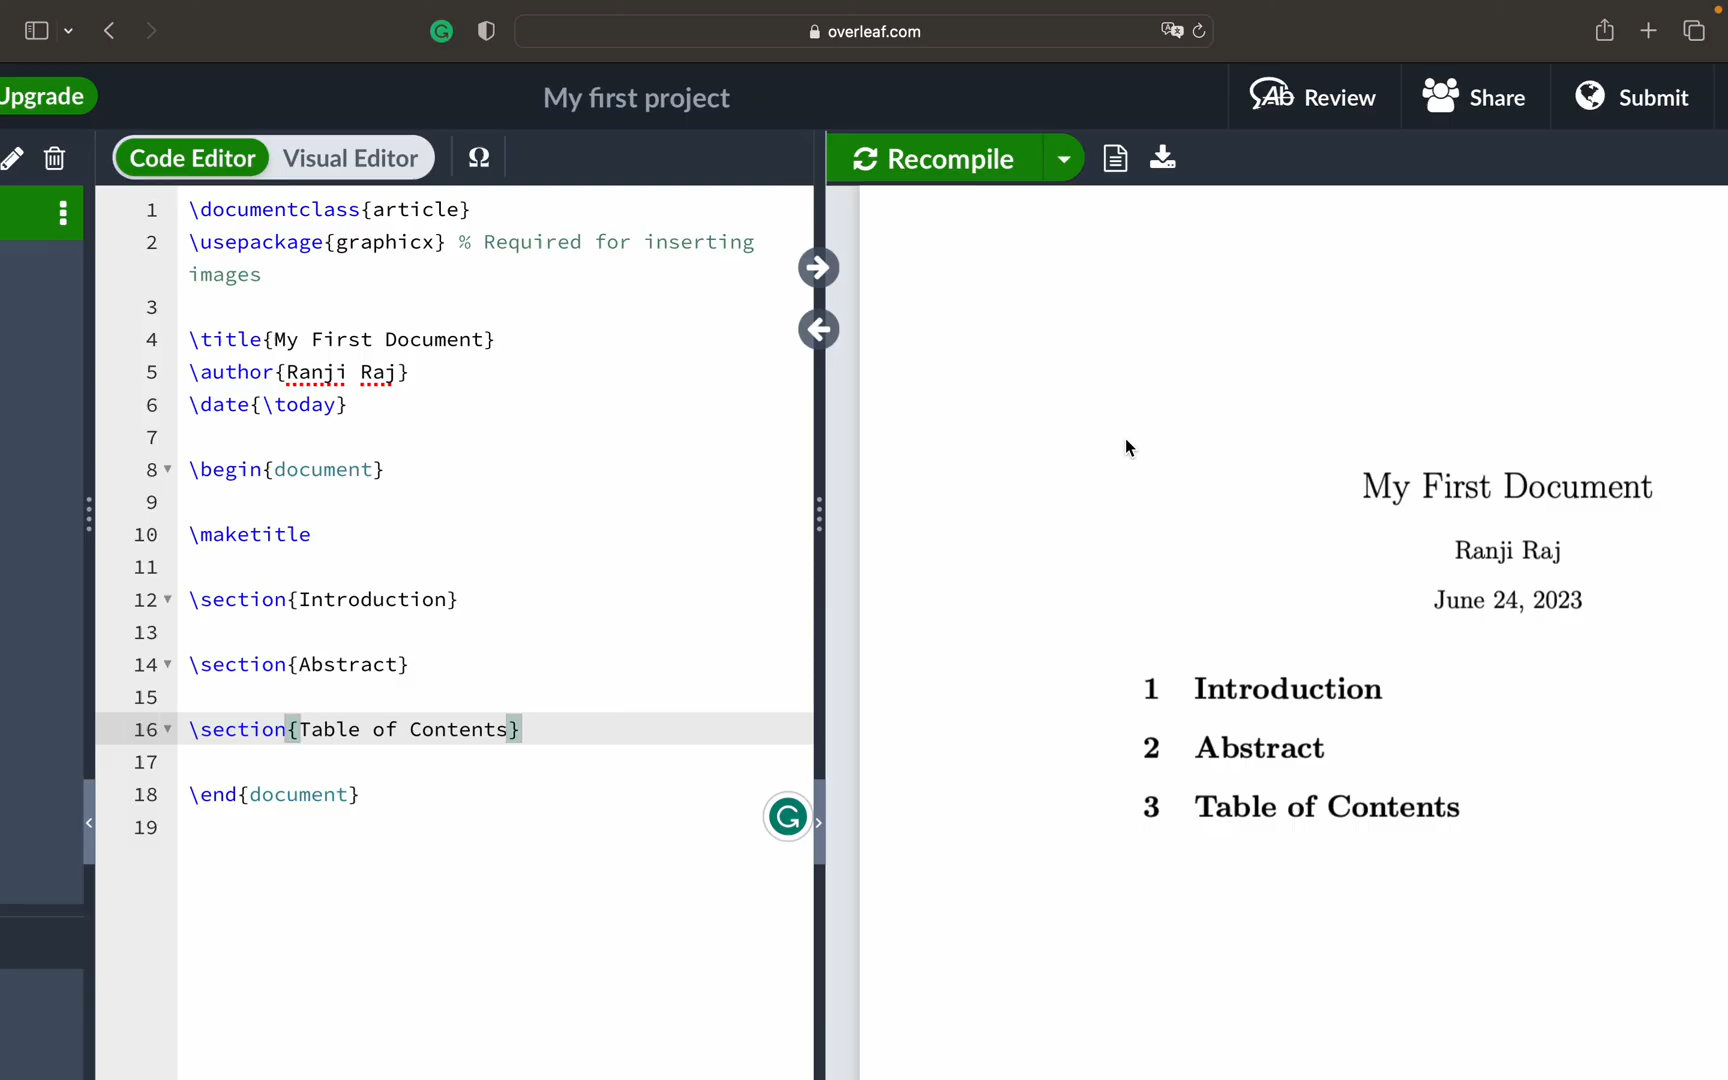 overleaf.com
Upgrade
My first project
Review
Share
Submit
Code Editor
Visual Editor
Ω
Recompile
1 \documentclass{article}
2 \usepackage{graphicx} % Required for inserting
images
3
4 \title{My First Document}
5 \author{Ranji Raj}
6 \date{\today}
7
8 \begin{document}
9
10 \maketitle
11
12 \section{Introduction}
13
14 \section{Abstract}
15
16 \section{Table of Contents}
17
18 \end{document}
19
My First Document
Ranji Raj
June 24, 2023
1 Introduction
2 Abstract
3 Table of Contents